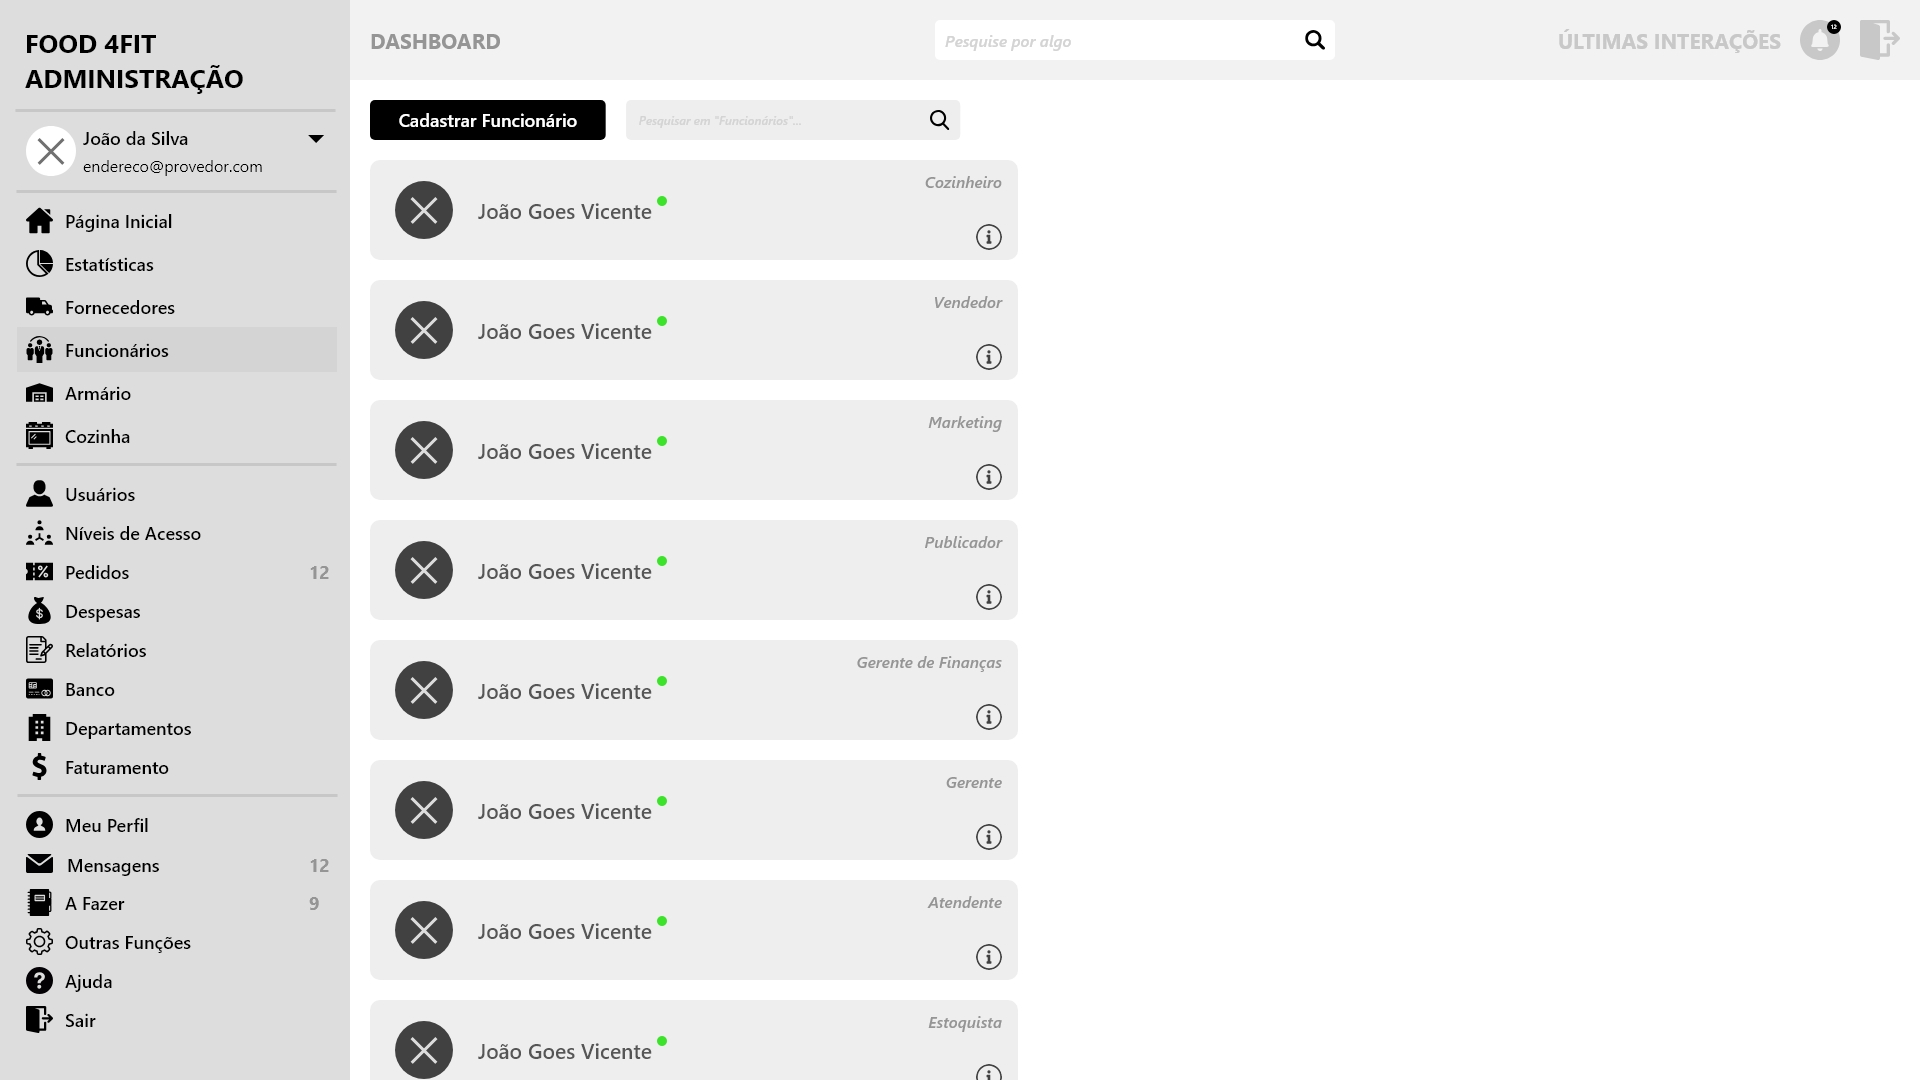 FOOD 4FIT
ADMINISTRAÇÃO
João da Silva
endereco@provedor.com
Página Inicial
Estatísticas
Fornecedores
Funcionários
Armário
Cozinha
Usuários
Níveis de Acesso
Pedidos 12
Despesas
Relatórios
Banco
Departamentos
Faturamento
Meu Perfil
Mensagens 12
A Fazer 9
Outras Funções
Ajuda
Sair
DASHBOARD
Pesquise por algo
ÚLTIMAS INTERAÇÕES
12
Cadastrar Funcionário
Pesquisar em "Funcionários"...
Cozinheiro
João Goes Vicente
Vendedor
João Goes Vicente
Marketing
João Goes Vicente
Publicador
João Goes Vicente
Gerente de Finanças
João Goes Vicente
Gerente
João Goes Vicente
Atendente
João Goes Vicente
Estoquista
João Goes Vicente